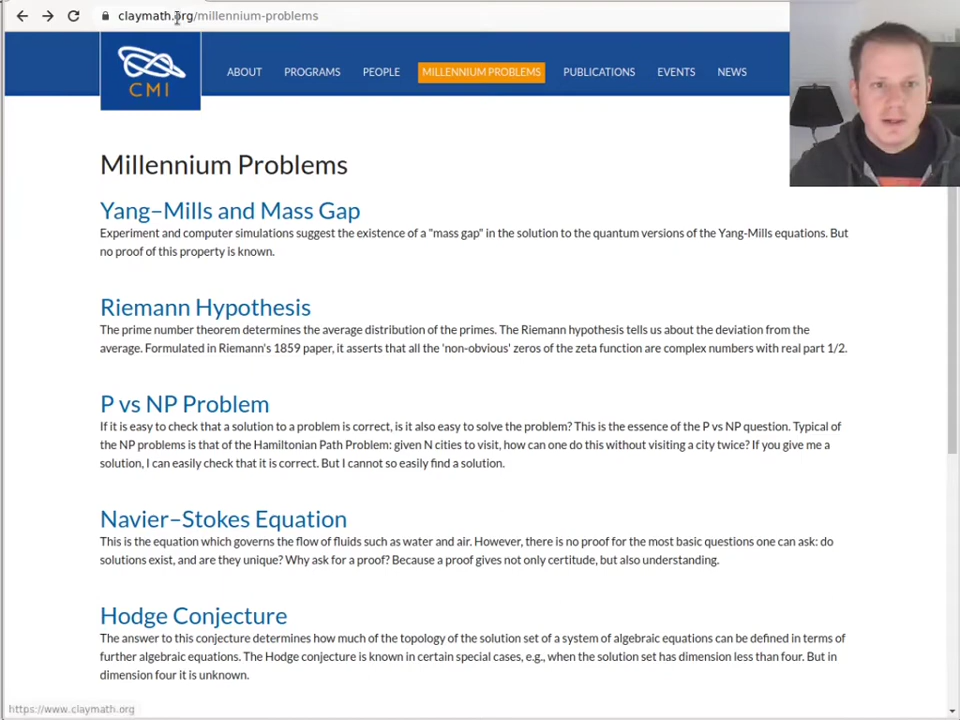 claymath.org/millennium-problems
CMI
ABOUT PROGRAMS PEOPLE MILLENNIUM PROBLEMS PUBLICATIONS EVENTS NEWS
Millennium Problems
Yang–Mills and Mass Gap
Experiment and computer simulations suggest the existence of a "mass gap" in the solution to the quantum versions of the Yang-Mills equations. But
no proof of this property is known.
Riemann Hypothesis
The prime number theorem determines the average distribution of the primes. The Riemann hypothesis tells us about the deviation from the
average. Formulated in Riemann's 1859 paper, it asserts that all the 'non-obvious' zeros of the zeta function are complex numbers with real part 1/2.
P vs NP Problem
If it is easy to check that a solution to a problem is correct, is it also easy to solve the problem? This is the essence of the P vs NP question. Typical of
the NP problems is that of the Hamiltonian Path Problem: given N cities to visit, how can one do this without visiting a city twice? If you give me a
solution, I can easily check that it is correct. But I cannot so easily find a solution.
Navier–Stokes Equation
This is the equation which governs the flow of fluids such as water and air. However, there is no proof for the most basic questions one can ask: do
solutions exist, and are they unique? Why ask for a proof? Because a proof gives not only certitude, but also understanding.
Hodge Conjecture
The answer to this conjecture determines how much of the topology of the solution set of a system of algebraic equations can be defined in terms of
further algebraic equations. The Hodge conjecture is known in certain special cases, e.g., when the solution set has dimension less than four. But in
dimension four it is unknown.
https://www.claymath.org